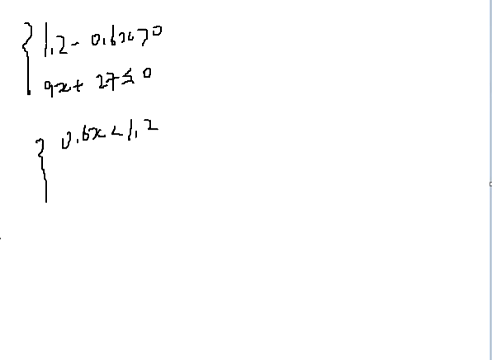 1,2 - 0,6x > 0
9x + 27 ≤ 0
0,6x < 1,2